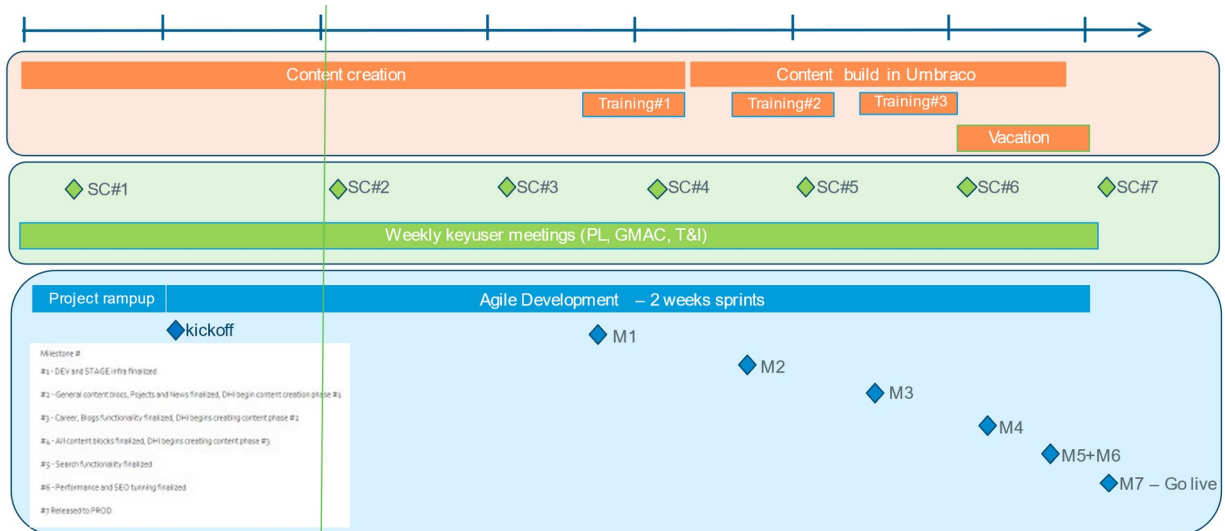 Content creation
Content build in Umbraco
Training#1
Training#2
Training#3
Vacation
SC#1
SC#2
SC#3
SC#4
SC#5
SC#6
SC#7
Weekly keyuser meetings (PL, GMAC, T&I)
Project rampup
Agile Development – 2 weeks sprints
kickoff
M1
M2
M3
M4
M5+M6
M7 – Go live
Milestone #
#1 - DEV and STAGE infra finalized
#2 - General content blocs, Pojects and News finalized, DHI begin content creation phase #1
#3 - Career, Blogs functionality finalized, DHI begins creating content phase #2
#4 - All content blocks finalized, DHI begins creating content phase #3
#5 - Search functionality finalized
#6 - Performance and SEO tunning finalized
#7 Released to PROD